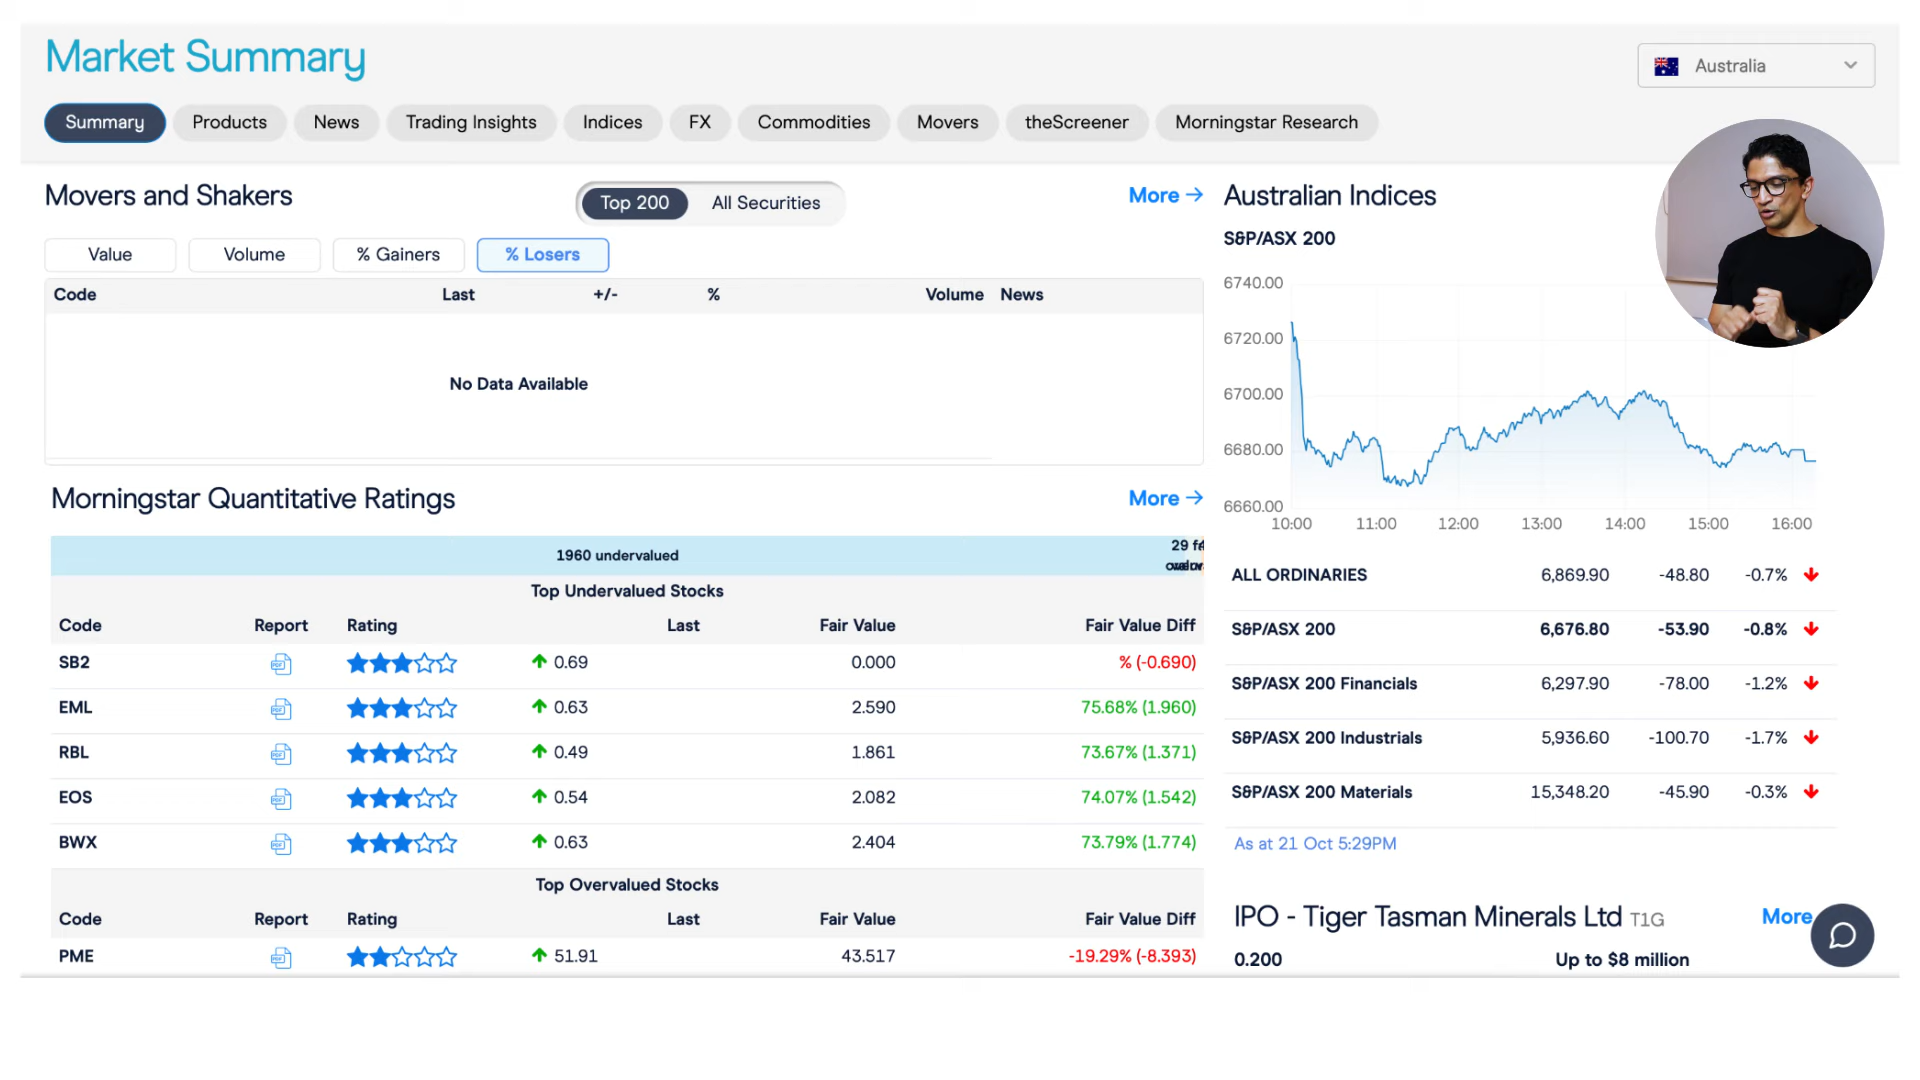 Market Summary
Australia
Summary Products News Trading Insights Indices FX Commodities Movers theScreener Morningstar Research
Movers and Shakers
Top 200 All Securities
More →
Value Volume % Gainers % Losers
Code Last +/- % Volume News
No Data Available
Morningstar Quantitative Ratings
More →
1960 undervalued
29
Top Undervalued Stocks
Code Report Rating Last Fair Value Fair Value Diff
SB2 0.69 0.000 % (-0.690)
EML 0.63 2.590 75.68% (1.960)
RBL 0.49 1.861 73.67% (1.371)
EOS 0.54 2.082 74.07% (1.542)
BWX 0.63 2.404 73.79% (1.774)
Top Overvalued Stocks
Code Report Rating Last Fair Value Fair Value Diff
PME 51.91 43.517 -19.29% (-8.393)
Australian Indices
S&P/ASX 200
6740.00
6720.00
6700.00
6680.00
6660.00
10:00 11:00 12:00 13:00 14:00 15:00 16:00
ALL ORDINARIES 6,869.90 -48.80 -0.7%
S&P/ASX 200 6,676.80 -53.90 -0.8%
S&P/ASX 200 Financials 6,297.90 -78.00 -1.2%
S&P/ASX 200 Industrials 5,936.60 -100.70 -1.7%
S&P/ASX 200 Materials 15,348.20 -45.90 -0.3%
As at 21 Oct 5:29PM
IPO - Tiger Tasman Minerals Ltd T1G
More
0.200 Up to $8 million